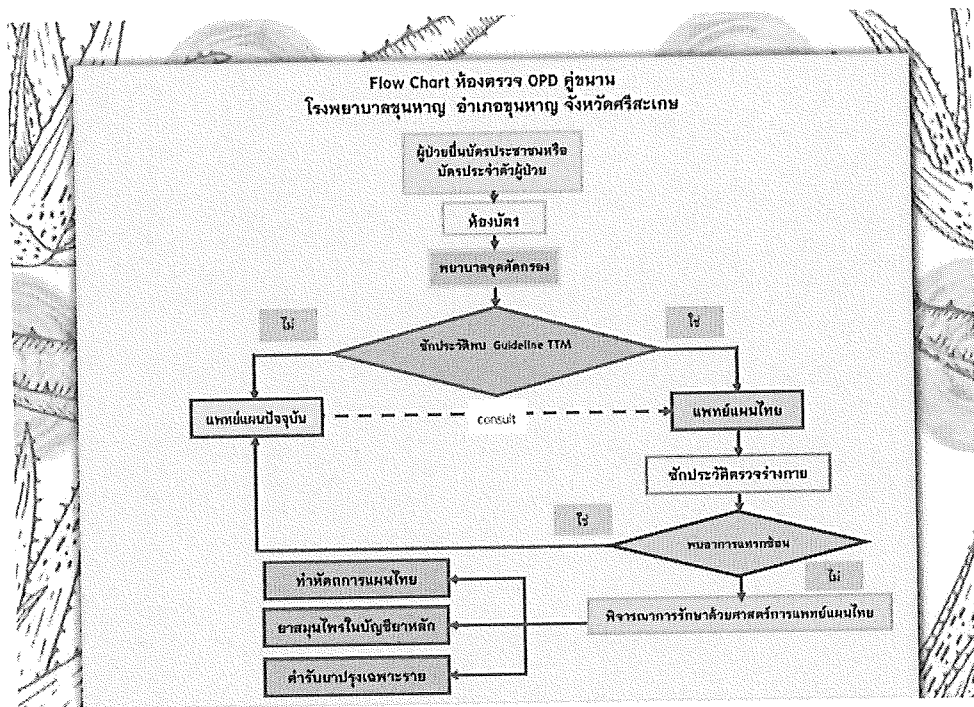 Flow Chart ห้องตรวจ OPD คู่ขนาน
โรงพยาบาลขุนหาญ อำเภอขุนหาญ จังหวัดศรีสะเกษ
ผู้ป่วยยื่นบัตรประชาชนหรือ
บัตรประจำตัวผู้ป่วย
ห้องบัตร
พยาบาลจุดคัดกรอง
ไม่
ใช่
ซักประวัติพบ Guideline TTM
แพทย์แผนปัจจุบัน
consult
แพทย์แผนไทย
ซักประวัติตรวจร่างกาย
ใช่
พบอาการแทรกซ้อน
ไม่
ทำหัตถการแผนไทย
ยาสมุนไพรในบัญชียาหลัก
พิจารณาการรักษาด้วยศาสตร์การแพทย์แผนไทย
ตำรับยาปรุงเฉพาะราย